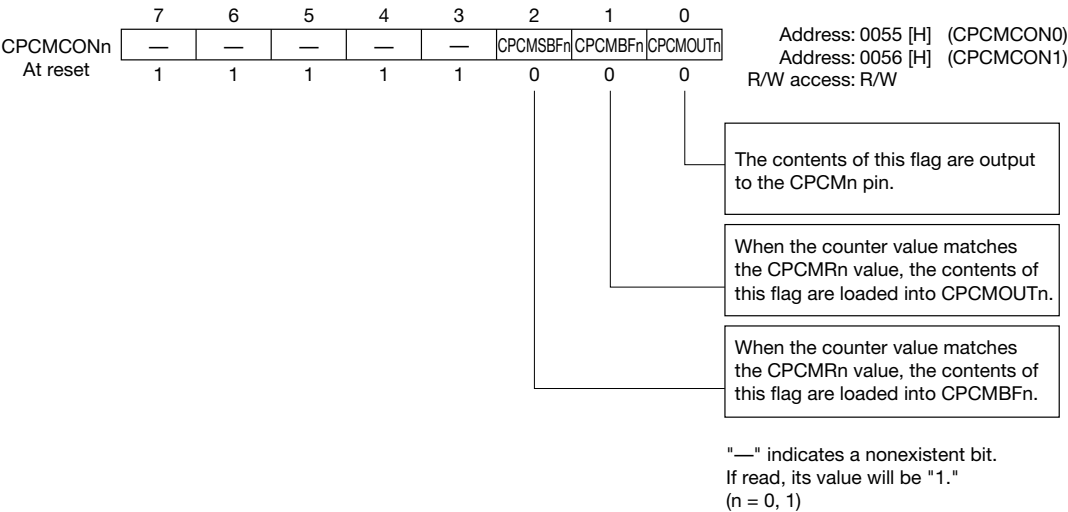 7 6 5 4 3 2 1 0
CPCMCONn — — — — — CPCMSBFn CPCMBFn CPCMOUTn
At reset 1 1 1 1 1 0 0 0
Address: 0055 [H] (CPCMCON0)
Address: 0056 [H] (CPCMCON1)
R/W access: R/W
The contents of this flag are output
to the CPCMn pin.
When the counter value matches
the CPCMRn value, the contents of
this flag are loaded into CPCMOUTn.
When the counter value matches
the CPCMRn value, the contents of
this flag are loaded into CPCMBFn.
"—" indicates a nonexistent bit.
If read, its value will be "1."
(n = 0, 1)